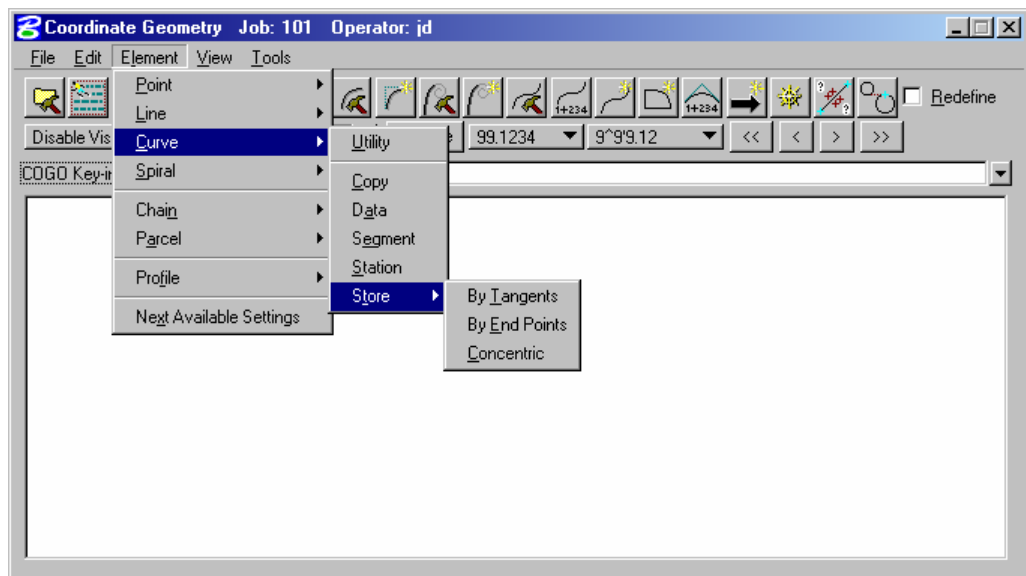 Coordinate Geometry Job: 101 Operator: jd
File Edit Element View Tools
1+234 1+234 ? ? Redefine
Disable Vis 99.1234 9^9'9.12 << < > >>
COGO Key-in
Point
Line
Curve
Spiral
Chain
Parcel
Profile
Next Available Settings
Utility
Copy
Data
Segment
Station
Store
By Tangents
By End Points
Concentric